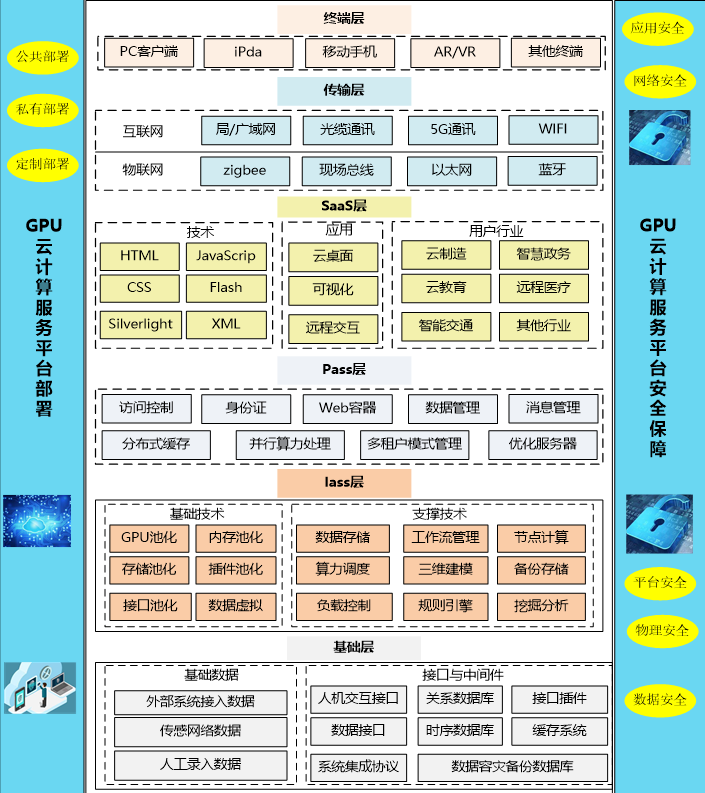 公共部署
私有部署
定制部署
GPU
云计算服务平台部署
终端层
PC客户端
iPda
移动手机
AR/VR
其他终端
传输层
互联网
局/广域网
光缆通讯
5G通讯
WIFI
物联网
zigbee
现场总线
以太网
蓝牙
SaaS层
技术
HTML
JavaScrip
CSS
Flash
Silverlight
XML
应用
云桌面
可视化
远程交互
用户行业
云制造
智慧政务
云教育
远程医疗
智能交通
其他行业
Pass层
访问控制
身份证
Web容器
数据管理
消息管理
分布式缓存
并行算力处理
多租户模式管理
优化服务器
Iass层
基础技术
GPU池化
内存池化
存储池化
插件池化
接口池化
数据虚拟
支撑技术
数据存储
工作流管理
节点计算
算力调度
三维建模
备份存储
负载控制
规则引擎
挖掘分析
基础层
基础数据
外部系统接入数据
传感网络数据
人工录入数据
接口与中间件
人机交互接口
关系数据库
接口插件
数据接口
时序数据库
缓存系统
系统集成协议
数据容灾备份数据库
应用安全
网络安全
GPU
云计算服务平台安全保障
平台安全
物理安全
数据安全